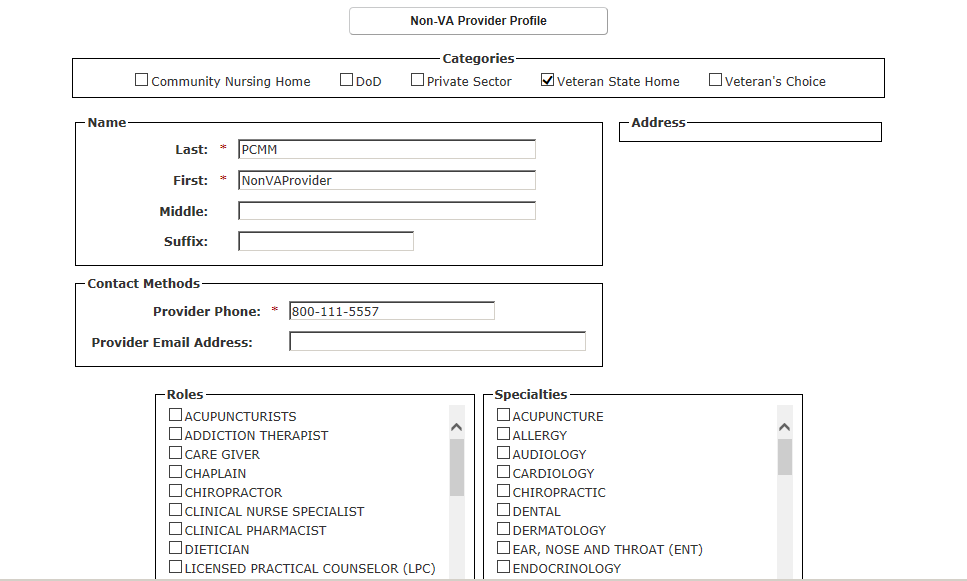 Non-VA Provider Profile
Categories
Community Nursing Home DoD Private Sector Veteran State Home Veteran's Choice
Name
Last: * PCMM
First: * NonVAProvider
Middle:
Suffix:
Address
Contact Methods
Provider Phone: * 800-111-5557
Provider Email Address:
Roles
ACUPUNCTURISTS
ADDICTION THERAPIST
CARE GIVER
CHAPLAIN
CHIROPRACTOR
CLINICAL NURSE SPECIALIST
CLINICAL PHARMACIST
DIETICIAN
LICENSED PRACTICAL COUNSELOR (LPC)
Specialties
ACUPUNCTURE
ALLERGY
AUDIOLOGY
CARDIOLOGY
CHIROPRACTIC
DENTAL
DERMATOLOGY
EAR, NOSE AND THROAT (ENT)
ENDOCRINOLOGY